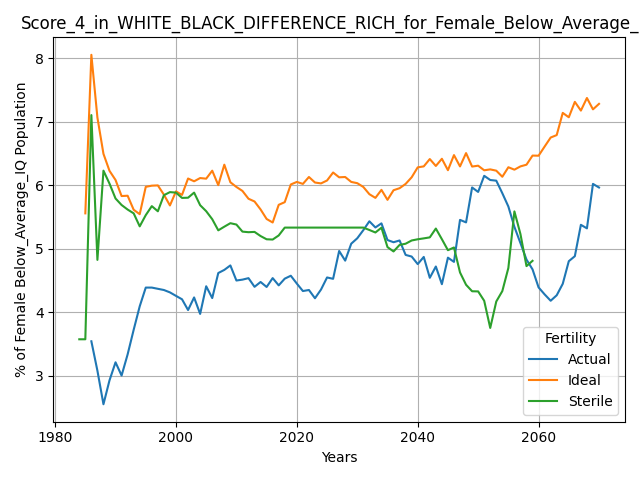 Score_4_in_WHITE_BLACK_DIFFERENCE_RICH_for_Female_Below_Average_
% of Female Below_Average_IQ Population
8
7
6
5
4
3
Fertility
Actual
Ideal
Sterile
1980 2000 2020 2040 2060
Years